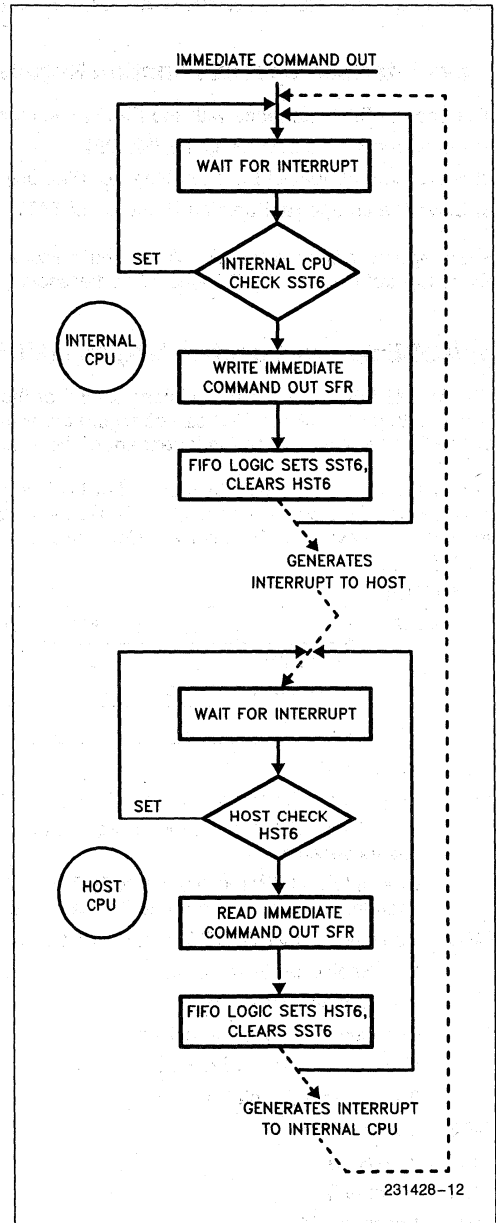 IMMEDIATE COMMAND OUT
WAIT FOR INTERRUPT
SET
INTERNAL CPU
CHECK SST6
INTERNAL
CPU
WRITE IMMEDIATE
COMMAND OUT SFR
FIFO LOGIC SETS SST6,
CLEARS HST6
GENERATES
INTERRUPT TO HOST
WAIT FOR INTERRUPT
SET
HOST CHECK
HST6
HOST
CPU
READ IMMEDIATE
COMMAND OUT SFR
FIFO LOGIC SETS HST6,
CLEARS SST6
GENERATES INTERRUPT
TO INTERNAL CPU
231428-12